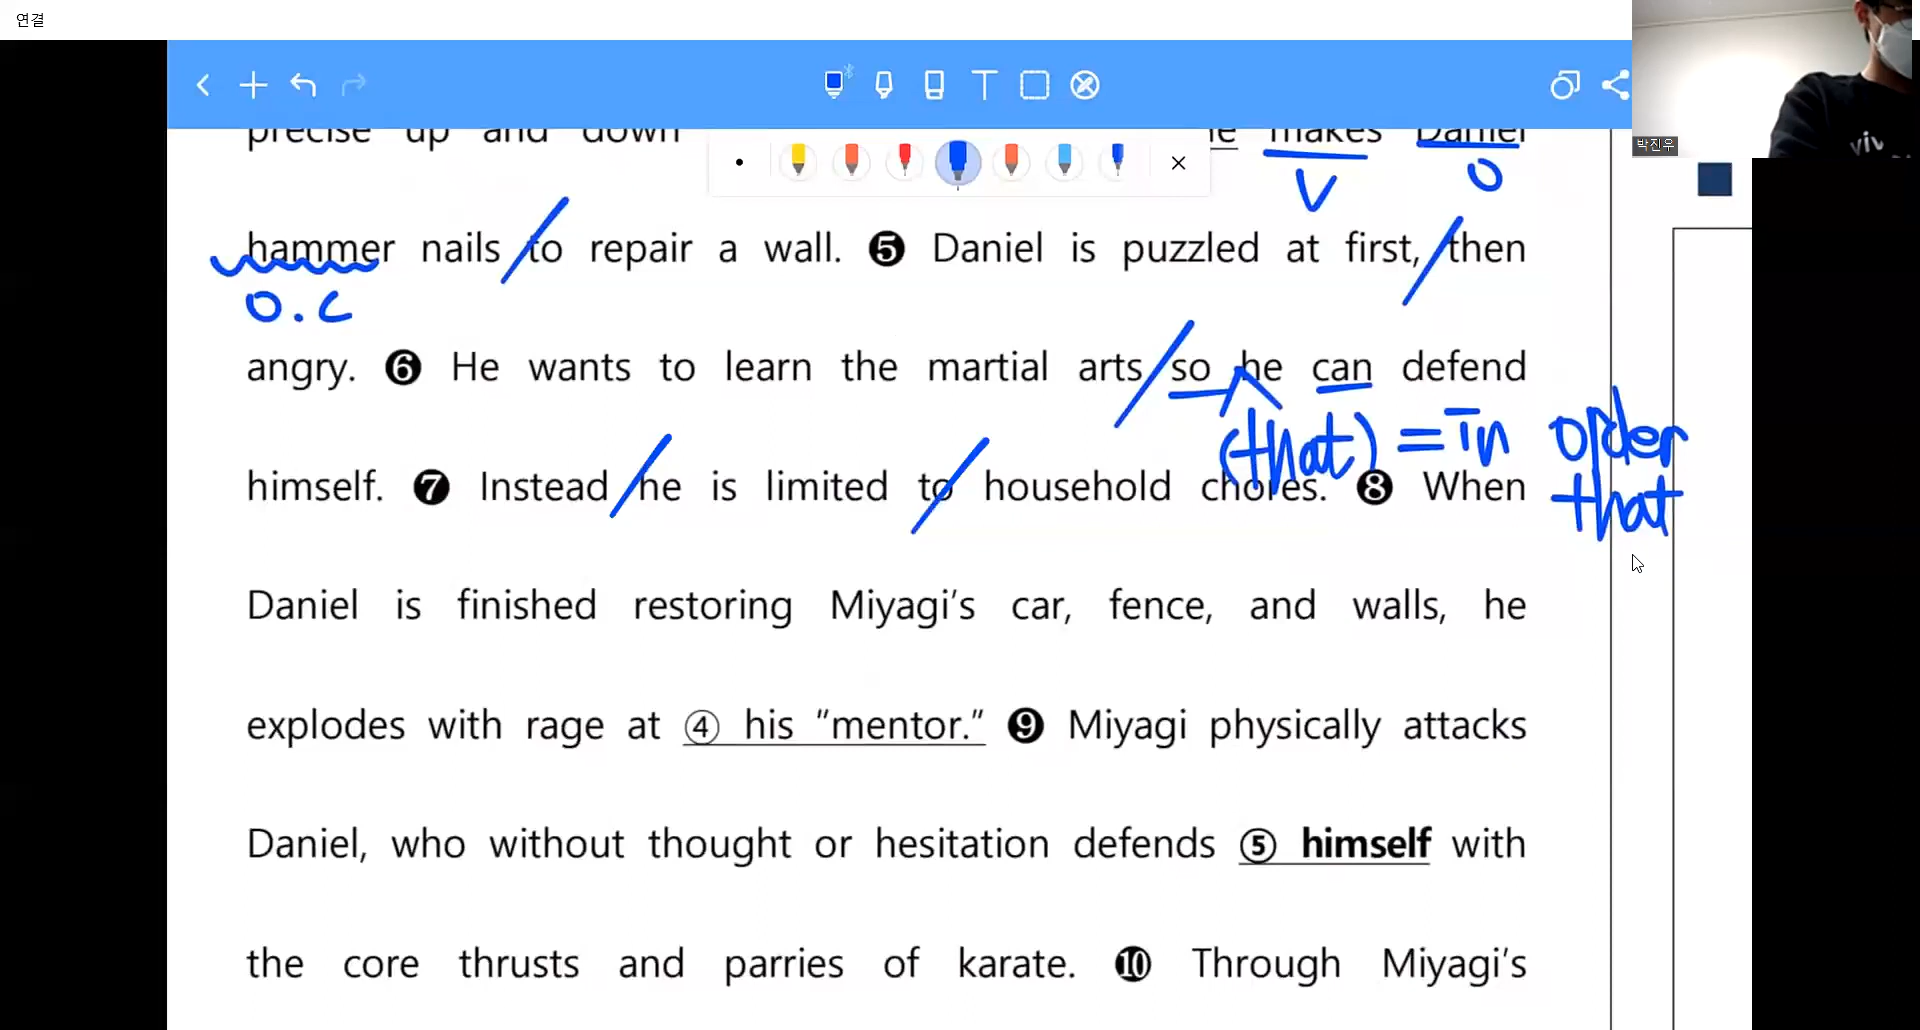 연결
박진우
viv
precise up and down he makes Daniel
V O
hammer nails to repair a wall. ❺ Daniel is puzzled at first, then
O.C
angry. ❻ He wants to learn the martial arts so he can defend
(that) = in order that
himself. ❼ Instead he is limited to household chores. ❽ When
Daniel is finished restoring Miyagi's car, fence, and walls, he
explodes with rage at ④ his "mentor." ❾ Miyagi physically attacks
Daniel, who without thought or hesitation defends ⑤ himself with
the core thrusts and parries of karate. ❿ Through Miyagi's